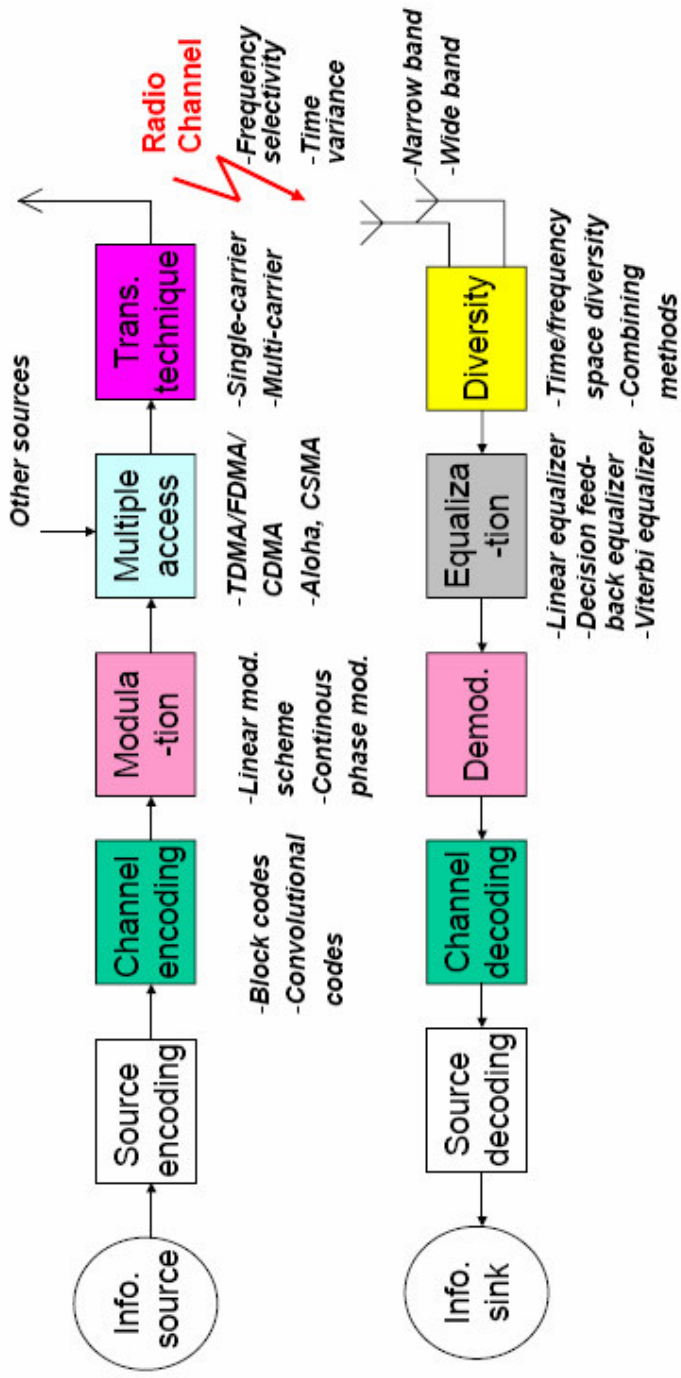 Other sources
Info.
source
Source
encoding
Channel
encoding
Modula
-tion
Multiple
access
Trans.
technique
Radio
Channel
-Block codes
-Convolutional
codes
-Linear mod.
scheme
-Continous
phase mod.
-TDMA/FDMA/
CDMA
-Aloha, CSMA
-Single-carrier
-Multi-carrier
-Frequency
selectivity
-Time
variance
Info.
sink
Source
decoding
Channel
decoding
Demod.
Equaliza
-tion
Diversity
-Narrow band
-Wide band
-Linear equalizer
-Decision feed-
back equalizer
-Viterbi equalizer
-Time/frequency
space diversity
-Combining
methods